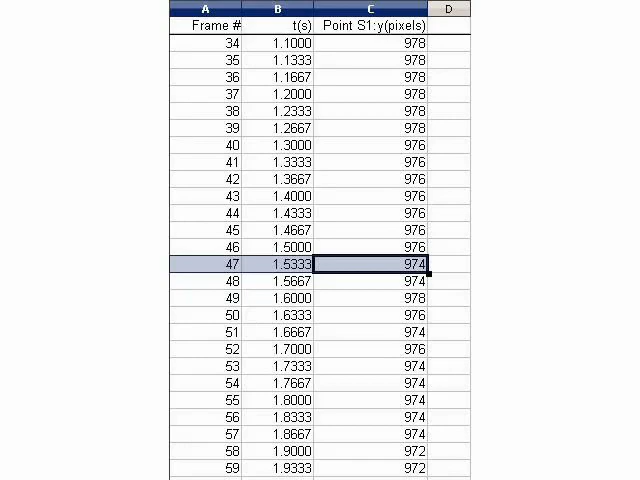 A B C D
Frame # t(s) Point S1:y(pixels)
34 1.1000 978
35 1.1333 978
36 1.1667 978
37 1.2000 978
38 1.2333 978
39 1.2667 978
40 1.3000 976
41 1.3333 976
42 1.3667 976
43 1.4000 976
44 1.4333 976
45 1.4667 976
46 1.5000 976
47 1.5333 974
48 1.5667 974
49 1.6000 978
50 1.6333 976
51 1.6667 974
52 1.7000 976
53 1.7333 974
54 1.7667 974
55 1.8000 974
56 1.8333 974
57 1.8667 974
58 1.9000 972
59 1.9333 972